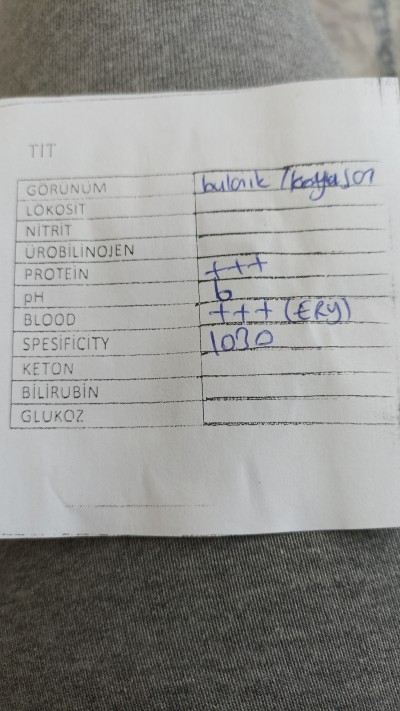 TIT
GÖRÜNÜM bulanık /
LÖKOSİT
NİTRİT
ÜROBİLİNOJEN
PROTEİN +++
pH 6
BLOOD +++ (ERY)
SPESİFİCİTY 1030
KETON
BİLİRUBİN
GLUKOZ